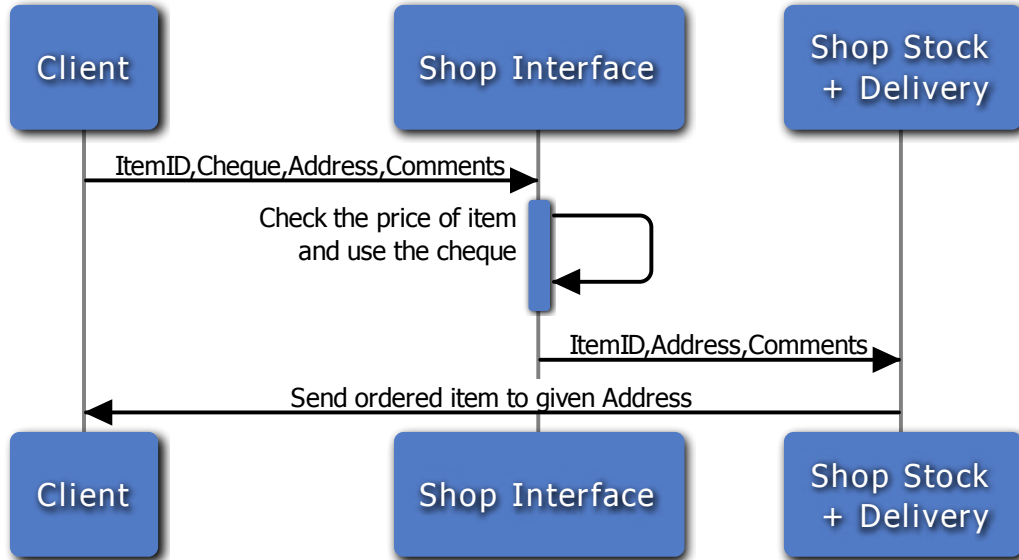 Client
Shop Interface
Shop Stock
+ Delivery
ItemID,Cheque,Address,Comments
Check the price of item
and use the cheque
ItemID,Address,Comments
Send ordered item to given Address
Client
Shop Interface
Shop Stock
+ Delivery